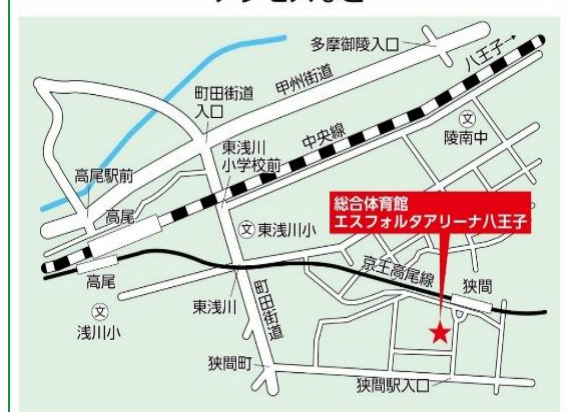 多摩御陵入口
八王子→
甲州街道
町田街道
入口
中央線
文
陵南中
東浅川
小学校前
高尾駅前
高尾
総合体育館
エスフォルタアリーナ八王子
文 東浅川小
京王高尾線
高尾
狭間
文
浅川小
東浅川
町田街道
狭間町
狭間駅入口